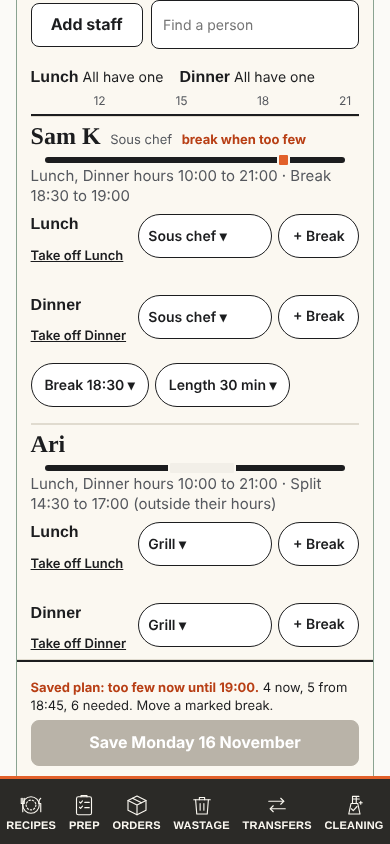 Add staff
Find a person
Lunch All have one Dinner All have one
12 15 18 21
Sam K Sous chef break when too few
Lunch, Dinner hours 10:00 to 21:00 · Break
18:30 to 19:00
Lunch
Sous chef ▾ + Break
Take off Lunch
Dinner
Sous chef ▾ + Break
Take off Dinner
Break 18:30 ▾ Length 30 min ▾
Ari
Lunch, Dinner hours 10:00 to 21:00 · Split
14:30 to 17:00 (outside their hours)
Lunch
Grill ▾ + Break
Take off Lunch
Dinner
Grill ▾ + Break
Take off Dinner
Saved plan: too few now until 19:00. 4 now, 5 from
18:45, 6 needed. Move a marked break.
Save Monday 16 November
RECIPES PREP ORDERS WASTAGE TRANSFERS CLEANING